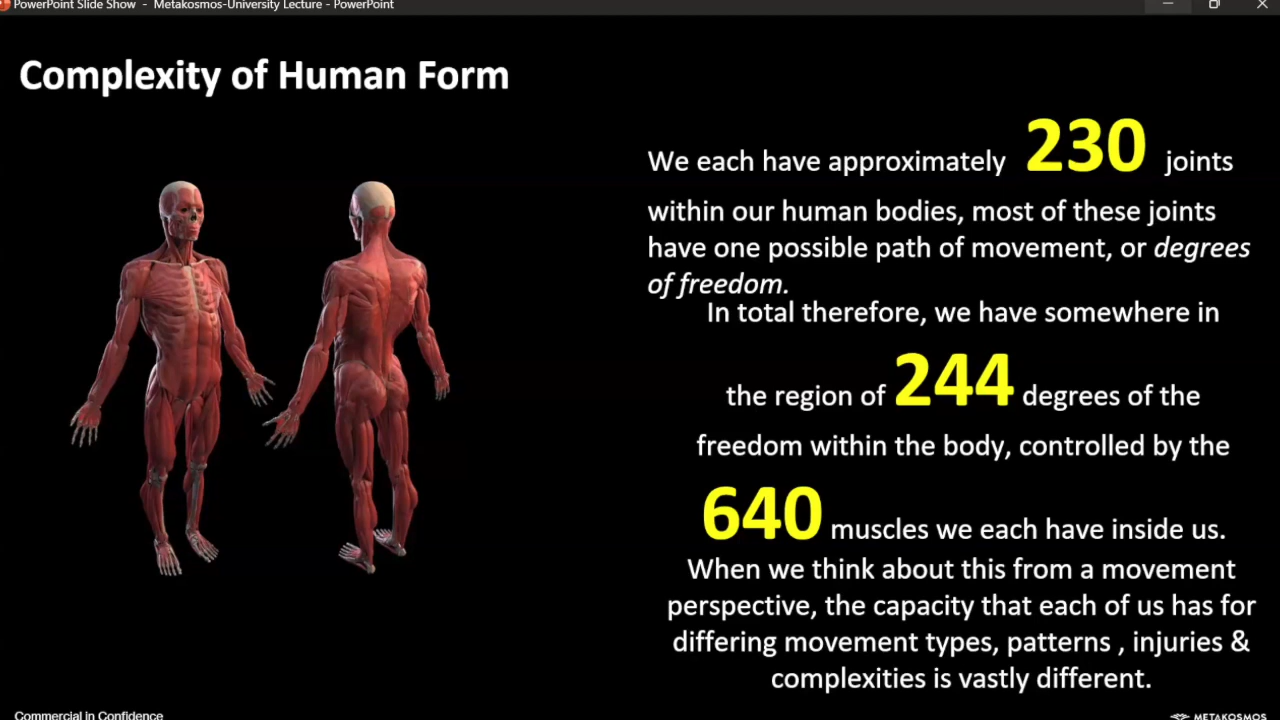 PowerPoint Slide Show - Metakosmos-University Lecture - PowerPoint
Complexity of Human Form
We each have approximately 230 joints
within our human bodies, most of these joints
have one possible path of movement, or degrees
of freedom.
In total therefore, we have somewhere in
the region of 244 degrees of the
freedom within the body, controlled by the
640 muscles we each have inside us.
When we think about this from a movement
perspective, the capacity that each of us has for
differing movement types, patterns , injuries &
complexities is vastly different.
Commercial in Confidence
METAKOSMOS